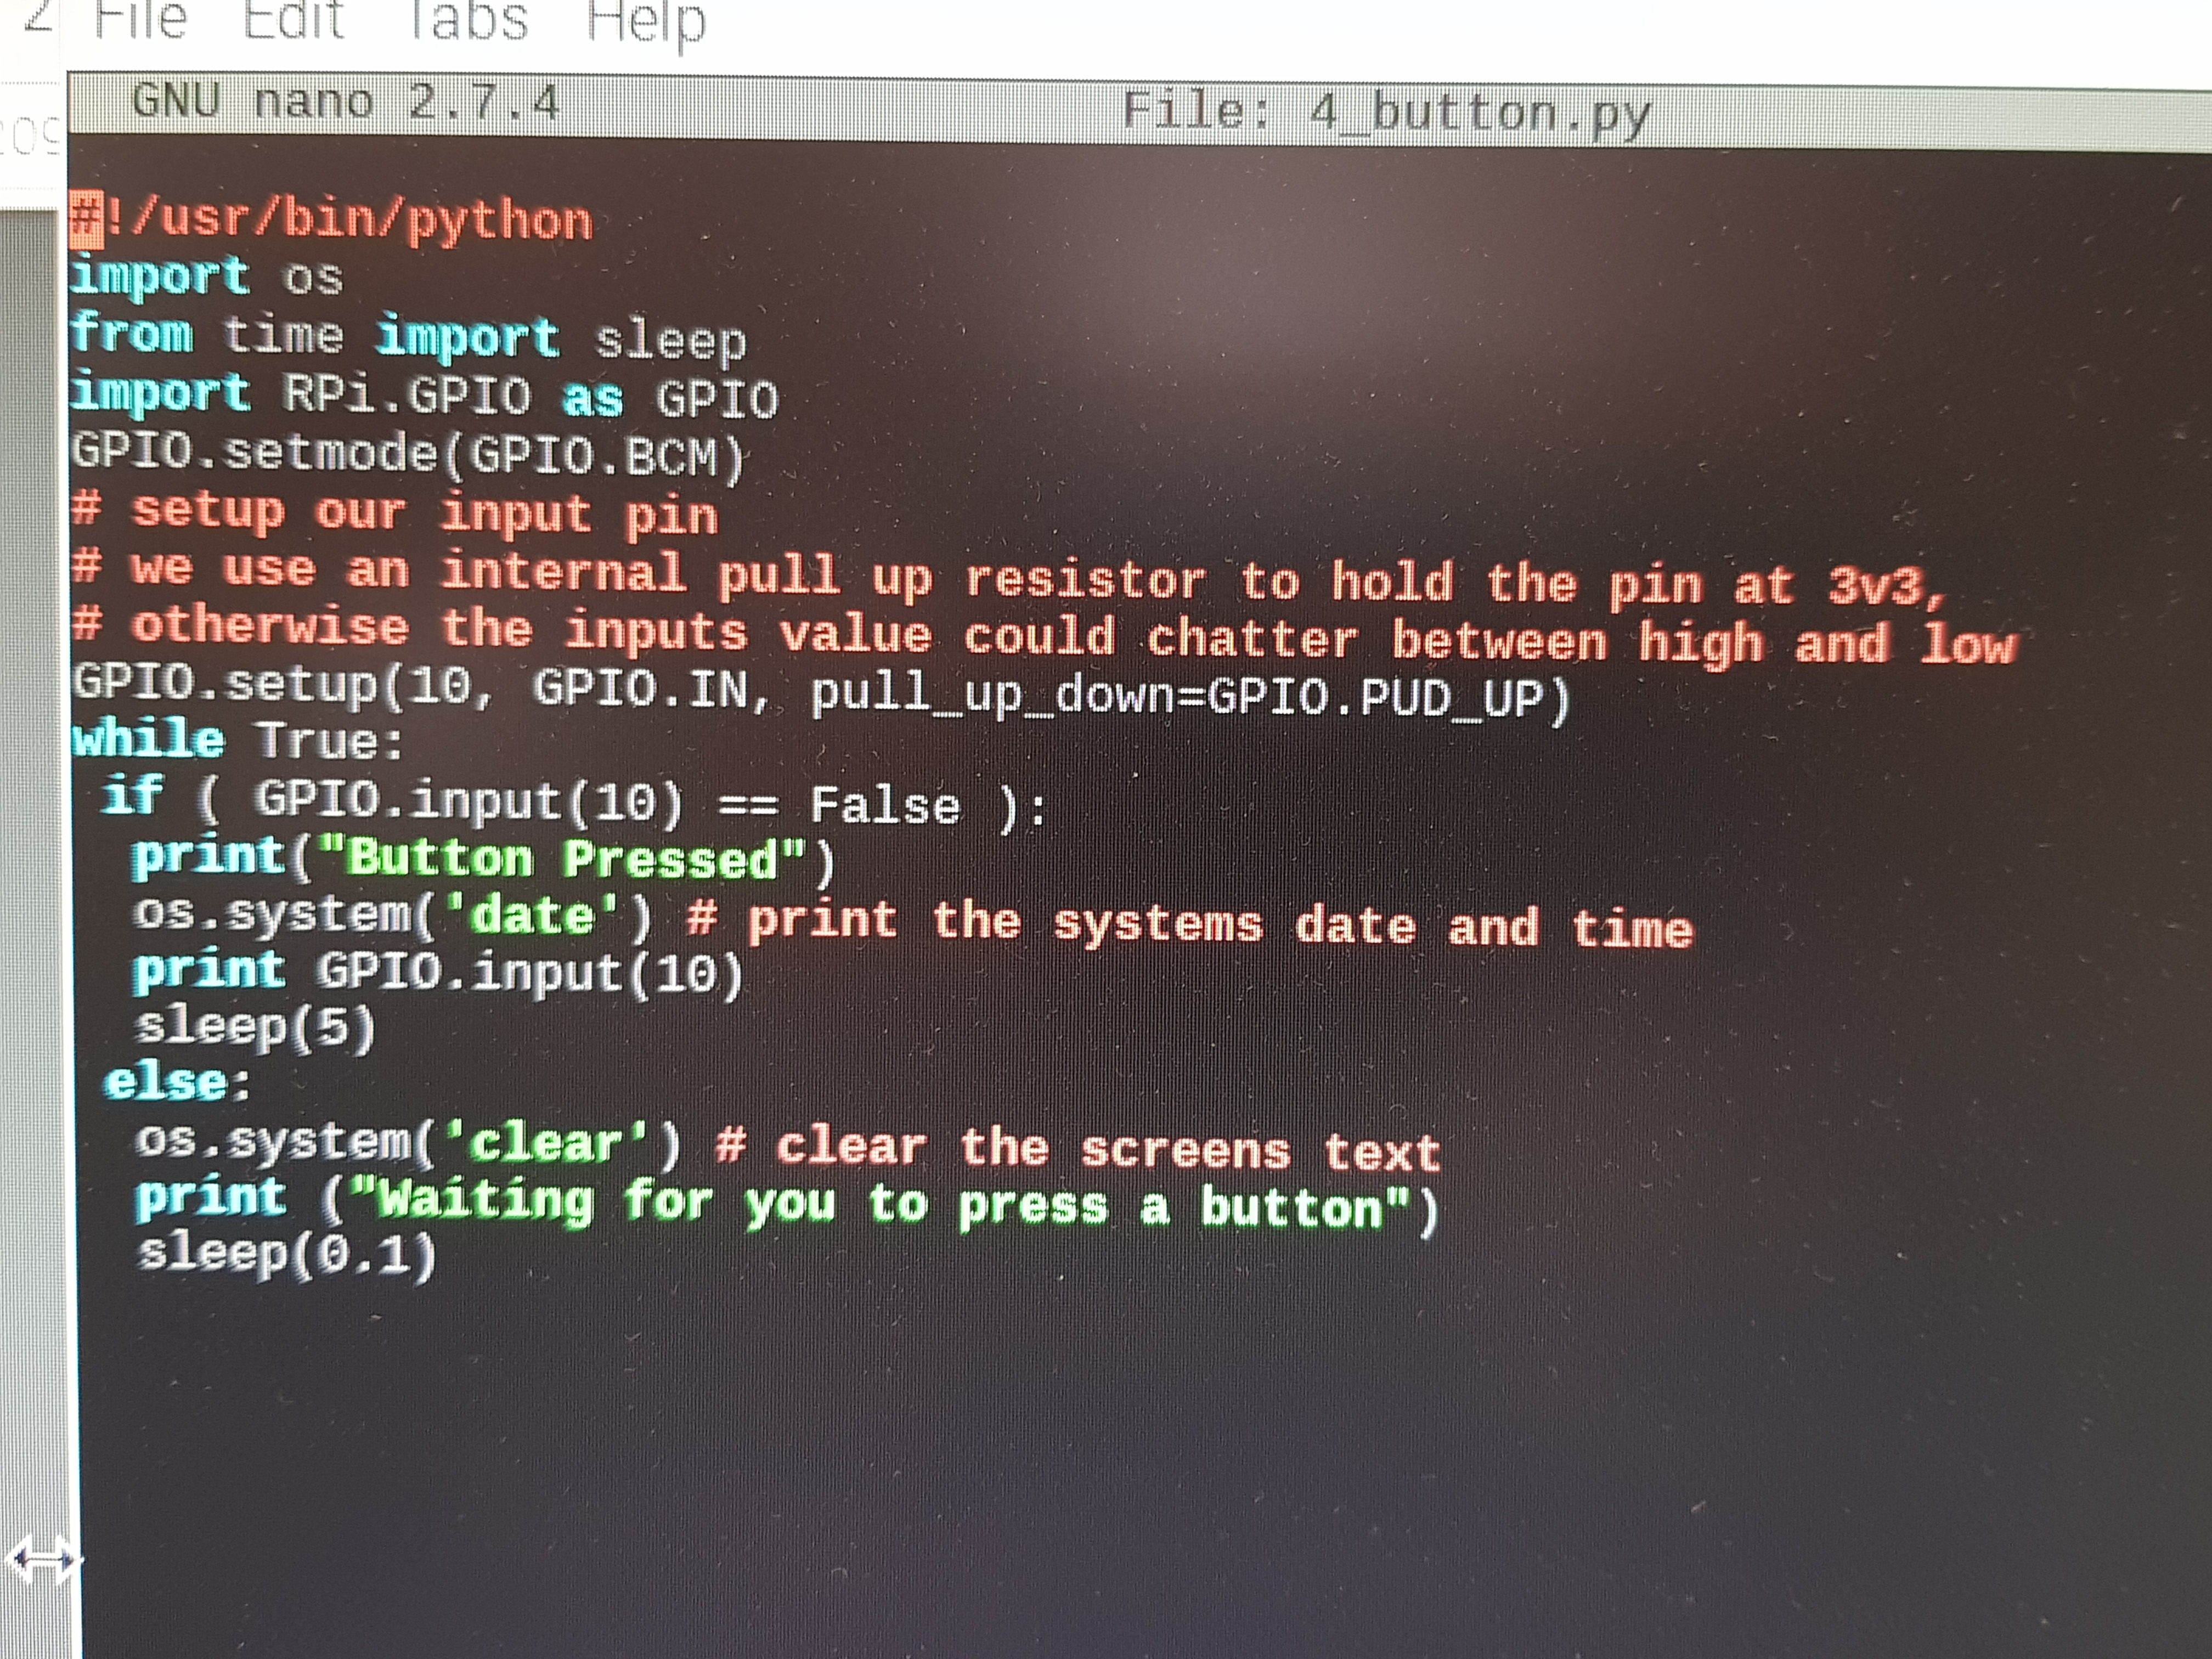 File Edit Tabs Help
GNU nano 2.7.4 File: 4_button.py
#!/usr/bin/python
import os
from time import sleep
import RPi.GPIO as GPIO
GPIO.setmode(GPIO.BCM)
# setup our input pin
# we use an internal pull up resistor to hold the pin at 3v3,
# otherwise the inputs value could chatter between high and low
GPIO.setup(10, GPIO.IN, pull_up_down=GPIO.PUD_UP)
while True:
 if ( GPIO.input(10) == False ):
  print("Button Pressed")
  os.system('date') # print the systems date and time
  print GPIO.input(10)
  sleep(5)
 else:
  os.system('clear') # clear the screens text
  print ("Waiting for you to press a button")
  sleep(0.1)